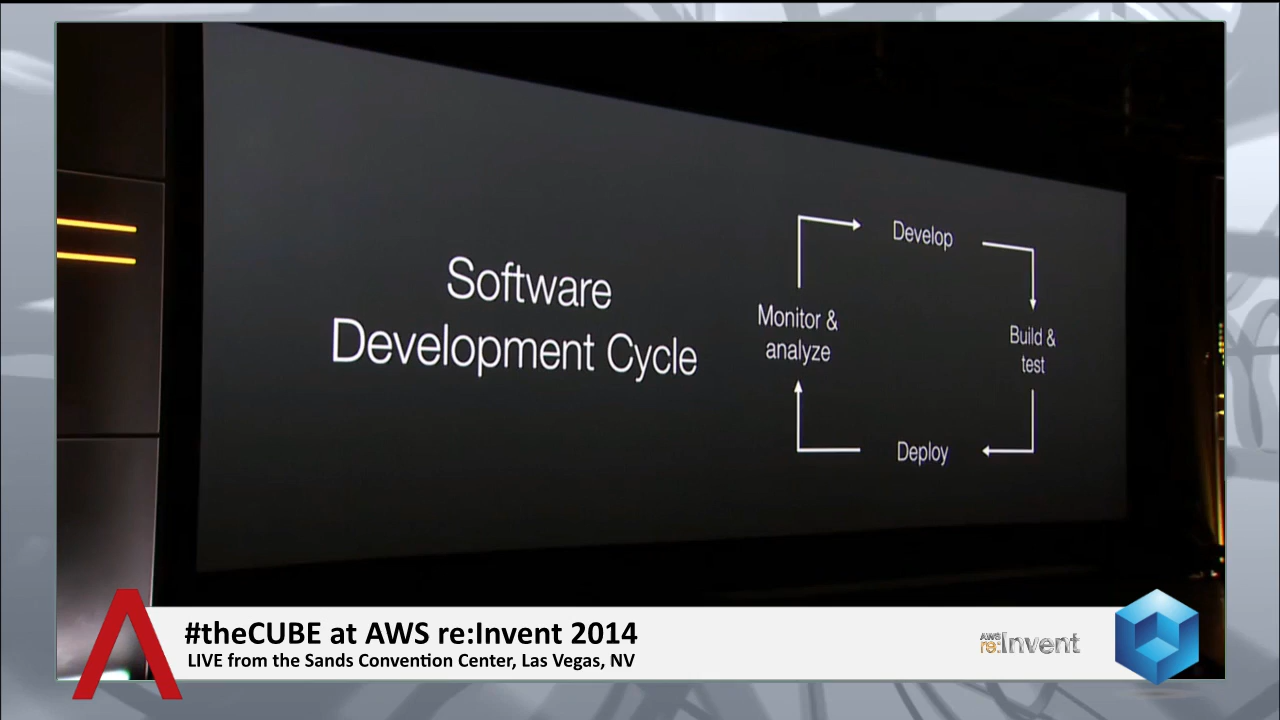 Software
Development Cycle
Develop
Monitor &
analyze
Build &
test
Deploy
#theCUBE at AWS re:Invent 2014
LIVE from the Sands Convention Center, Las Vegas, NV
AWS
re:Invent